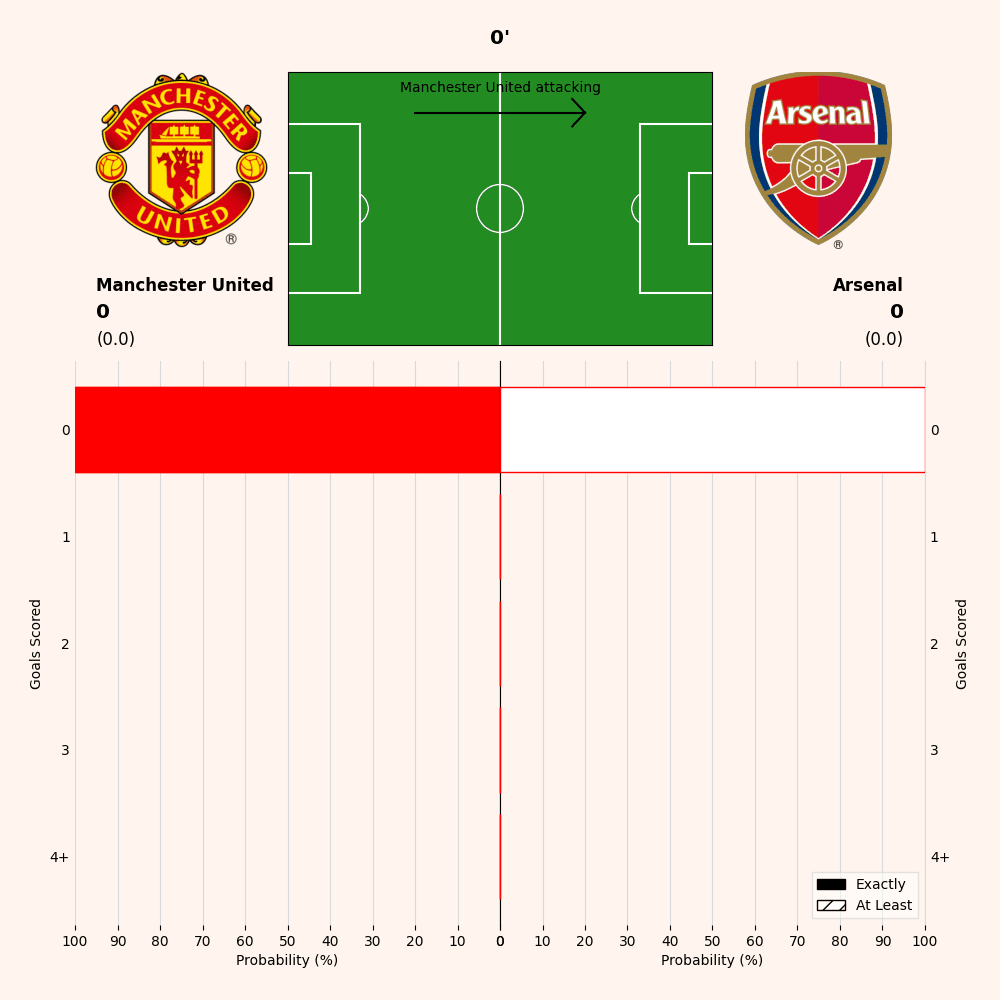 0'
Manchester United attacking
MANCHESTER
UNITED
®
Arsenal
®
Manchester United
0
(0.0)
Arsenal
0
(0.0)
Goals Scored
0
1
2
3
4+
0
1
2
3
4+
Goals Scored
Exactly
At Least
100 90 80 70 60 50 40 30 20 10 0
0 10 20 30 40 50 60 70 80 90 100
Probability (%)
Probability (%)